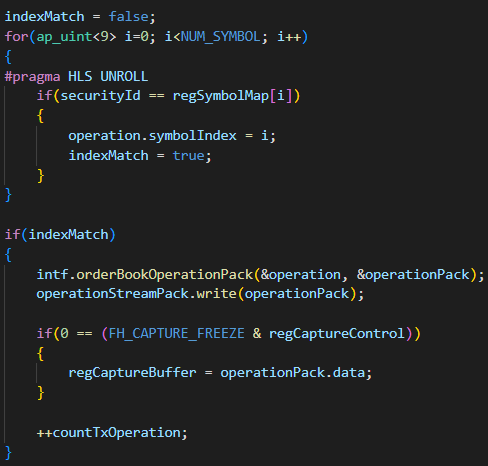 indexMatch = false;
for(ap_uint<9> i=0; i<NUM_SYMBOL; i++)
{
#pragma HLS UNROLL
    if(securityId == regSymbolMap[i])
    {
        operation.symbolIndex = i;
        indexMatch = true;
    }
}

if(indexMatch)
{
    intf.orderBookOperationPack(&operation, &operationPack);
    operationStreamPack.write(operationPack);

    if(0 == (FH_CAPTURE_FREEZE & regCaptureControl))
    {
        regCaptureBuffer = operationPack.data;
    }

    ++countTxOperation;
}